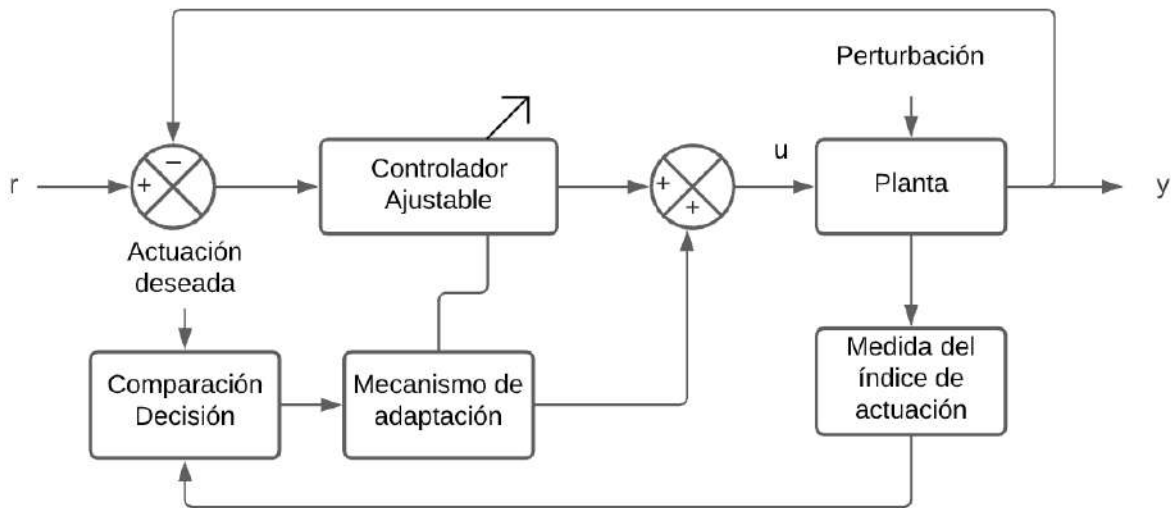 Perturbación
r
+
−
Controlador
Ajustable
+
+
u
Planta
y
Actuación
deseada
Comparación
Decisión
Mecanismo de
adaptación
Medida del
índice de
actuación